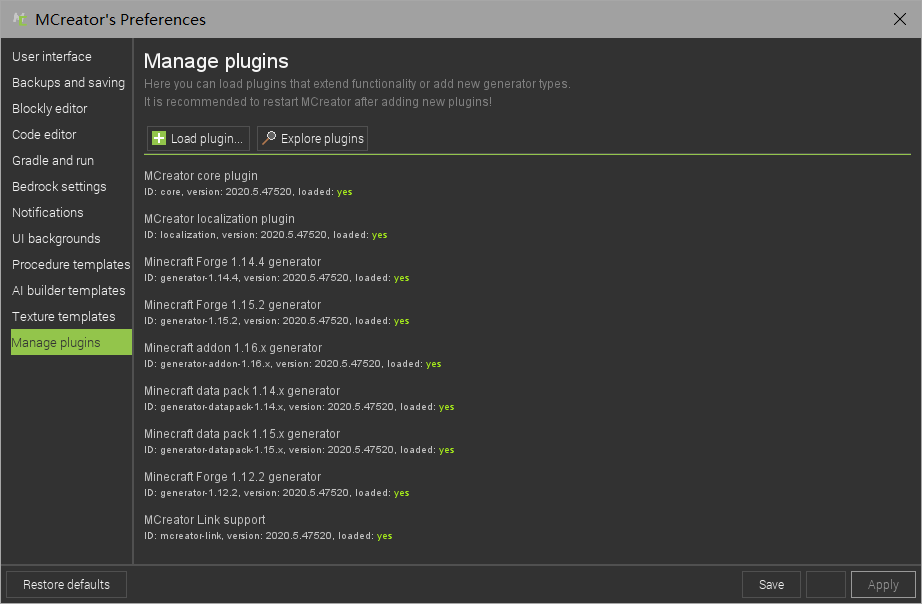 MCreator's Preferences
User interface
Backups and saving
Blockly editor
Code editor
Gradle and run
Bedrock settings
Notifications
UI backgrounds
Procedure templates
AI builder templates
Texture templates
Manage plugins
Manage plugins
Here you can load plugins that extend functionality or add new generator types.
It is recommended to restart MCreator after adding new plugins!
Load plugin... Explore plugins
MCreator core plugin
ID: core, version: 2020.5.47520, loaded: yes
MCreator localization plugin
ID: localization, version: 2020.5.47520, loaded: yes
Minecraft Forge 1.14.4 generator
ID: generator-1.14.4, version: 2020.5.47520, loaded: yes
Minecraft Forge 1.15.2 generator
ID: generator-1.15.2, version: 2020.5.47520, loaded: yes
Minecraft addon 1.16.x generator
ID: generator-addon-1.16.x, version: 2020.5.47520, loaded: yes
Minecraft data pack 1.14.x generator
ID: generator-datapack-1.14.x, version: 2020.5.47520, loaded: yes
Minecraft data pack 1.15.x generator
ID: generator-datapack-1.15.x, version: 2020.5.47520, loaded: yes
Minecraft Forge 1.12.2 generator
ID: generator-1.12.2, version: 2020.5.47520, loaded: yes
MCreator Link support
ID: mcreator-link, version: 2020.5.47520, loaded: yes
Restore defaults Save Apply